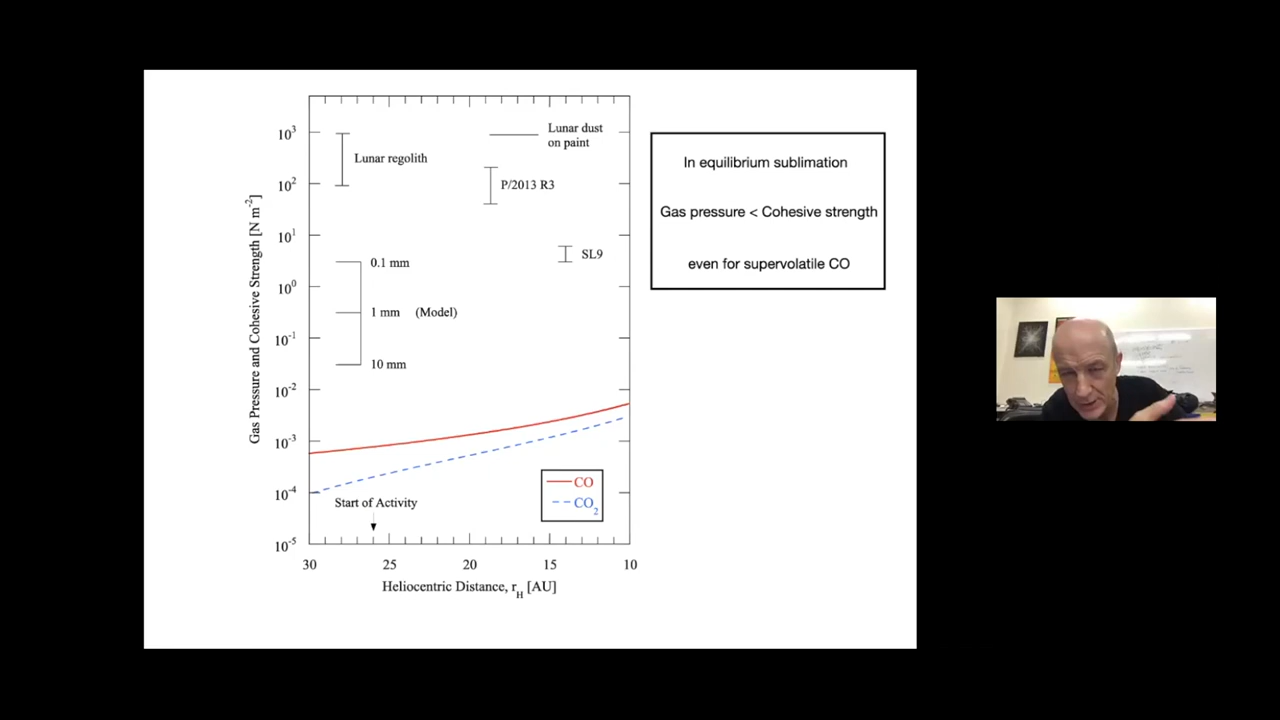 Gas Pressure and Cohesive Strength [N m⁻²]
10³
10²
10¹
10⁰
10⁻¹
10⁻²
10⁻³
10⁻⁴
10⁻⁵
Lunar regolith
Lunar dust
on paint
P/2013 R3
SL9
0.1 mm
1 mm (Model)
10 mm
CO
CO₂
Start of Activity
30 25 20 15 10
Heliocentric Distance, r_H [AU]
In equilibrium sublimation
Gas pressure < Cohesive strength
even for supervolatile CO